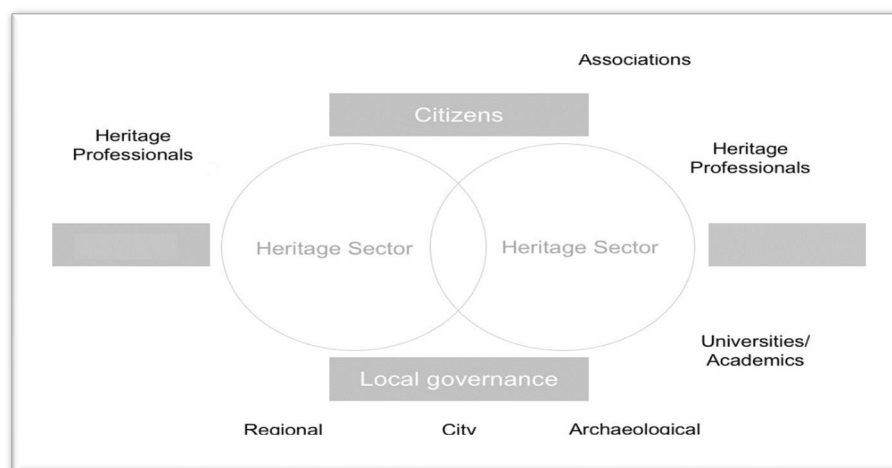 Associations
Citizens
Heritage
Professionals
Heritage
Professionals
Heritage Sector
Heritage Sector
Universities/
Academics
Local governance
Regional
City
Archaeological